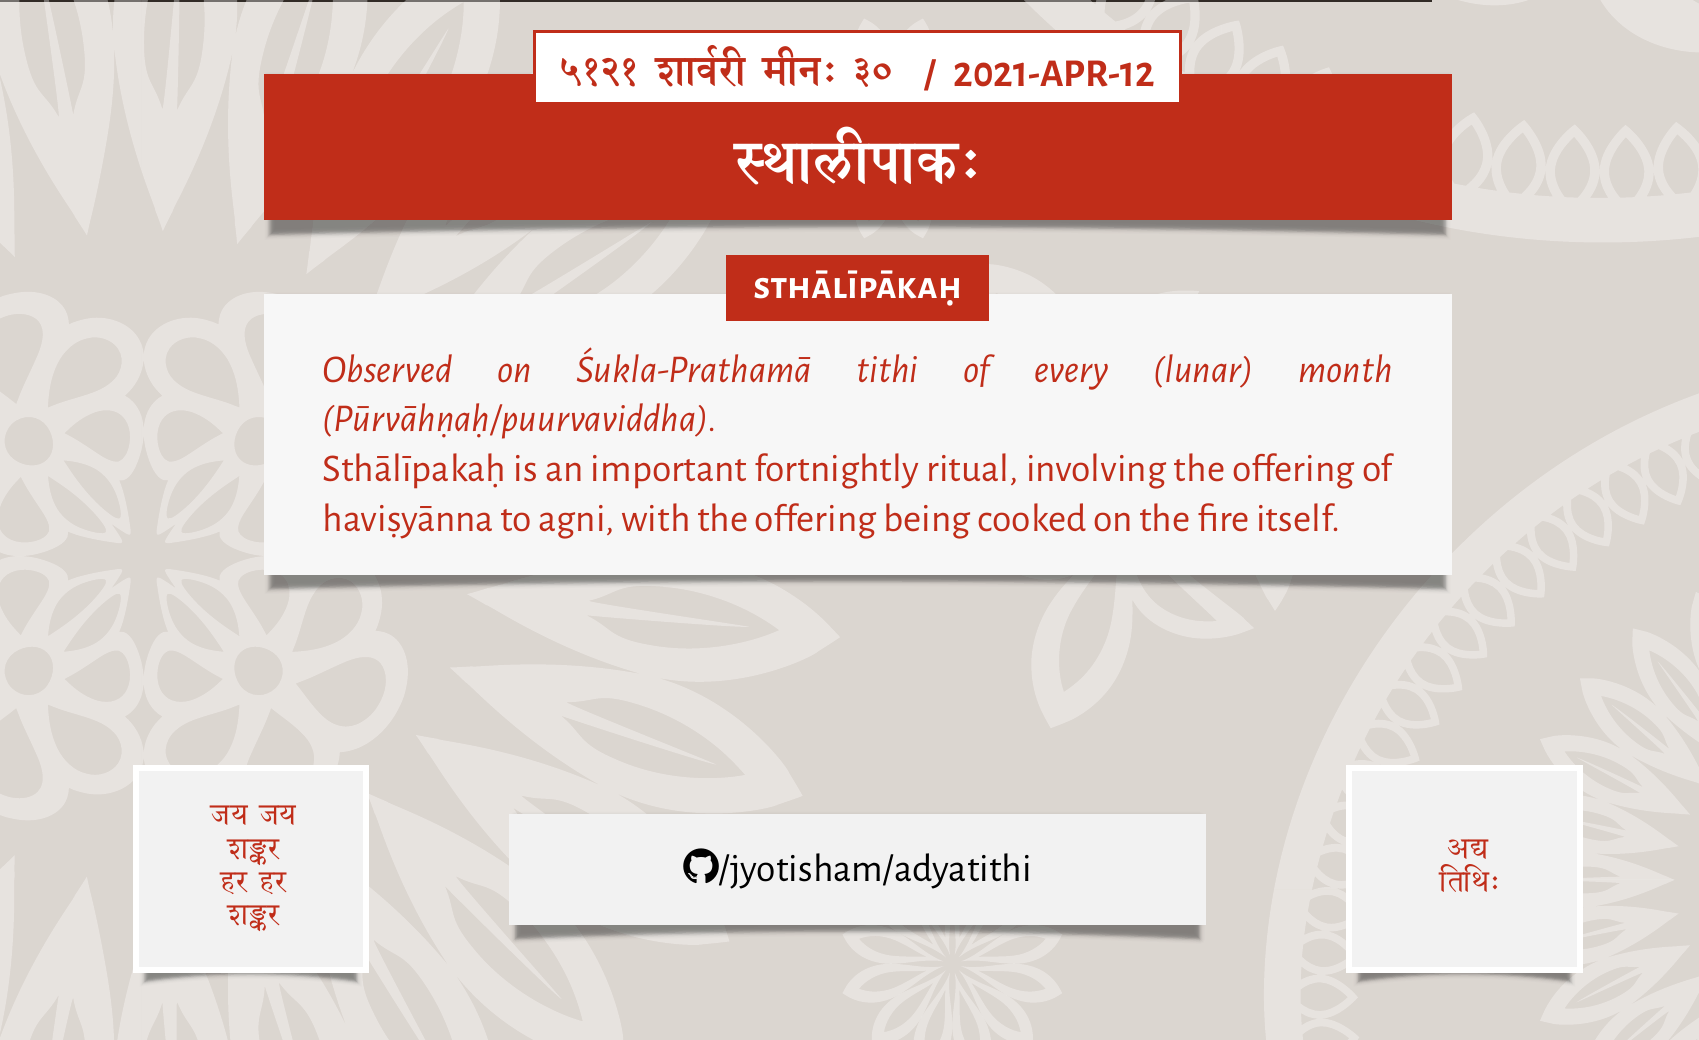 ५१२१ शार्वरी मीनः ३० / 2021-APR-12
स्थालीपाकः
STHĀLĪPĀKAḤ
Observed on Śukla-Prathamā tithi of every (lunar) month
(Pūrvāhṇaḥ/puurvaviddha).
Sthālīpakaḥ is an important fortnightly ritual, involving the offering of
haviṣyānna to agni, with the offering being cooked on the fire itself.
जय जय
शङ्कर
हर हर
शङ्कर
/jyotisham/adyatithi
अद्य
तिथिः